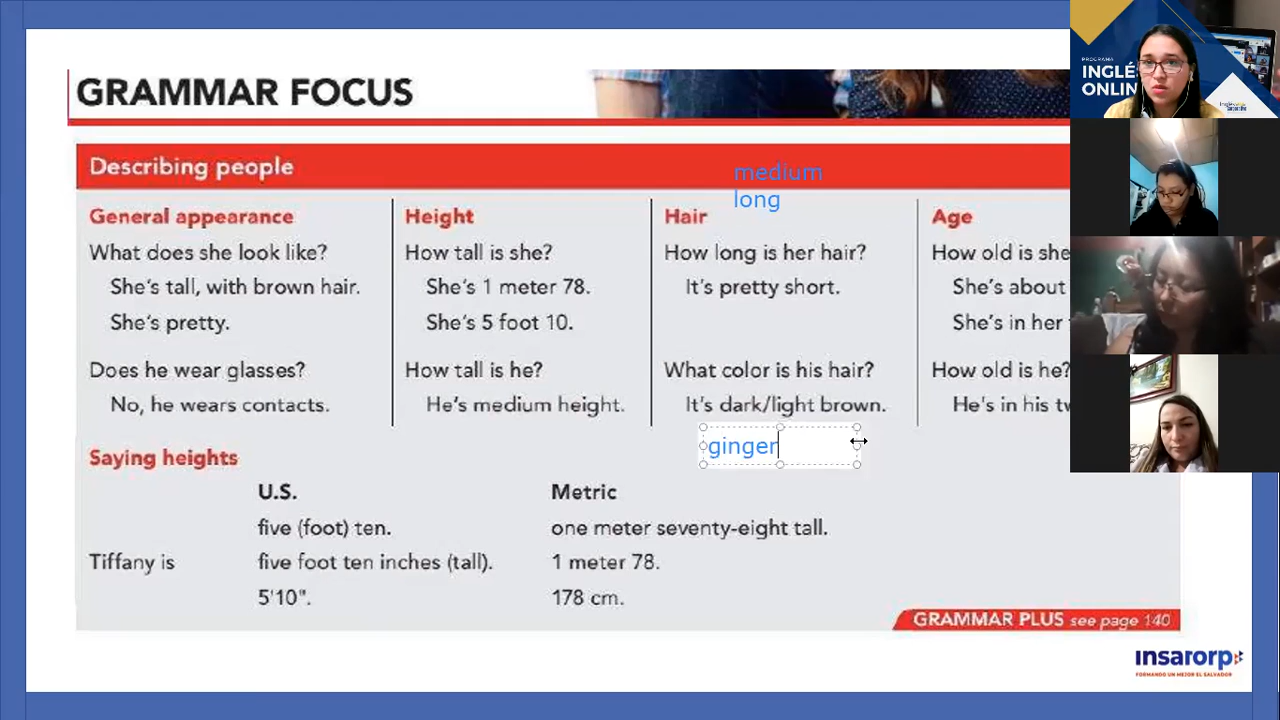 GRAMMAR FOCUS
Describing people
medium
long
General appearance
What does she look like?
She's tall, with brown hair.
She's pretty.
Does he wear glasses?
No, he wears contacts.
Height
How tall is she?
She's 1 meter 78.
She's 5 foot 10.
How tall is he?
He's medium height.
Hair
How long is her hair?
It's pretty short.
What color is his hair?
It's dark/light brown.
ginger
Age
How old is she
She's about
She's in her
How old is he?
He's in his
Saying heights
U.S.
Metric
five (foot) ten.
one meter seventy-eight tall.
Tiffany is
five foot ten inches (tall).
1 meter 78.
5'10".
178 cm.
GRAMMAR PLUS see page 140
insarorp
FORMANDO UN MEJOR EL SALVADOR
PROGRAMA
INGLÉ
ONLIN